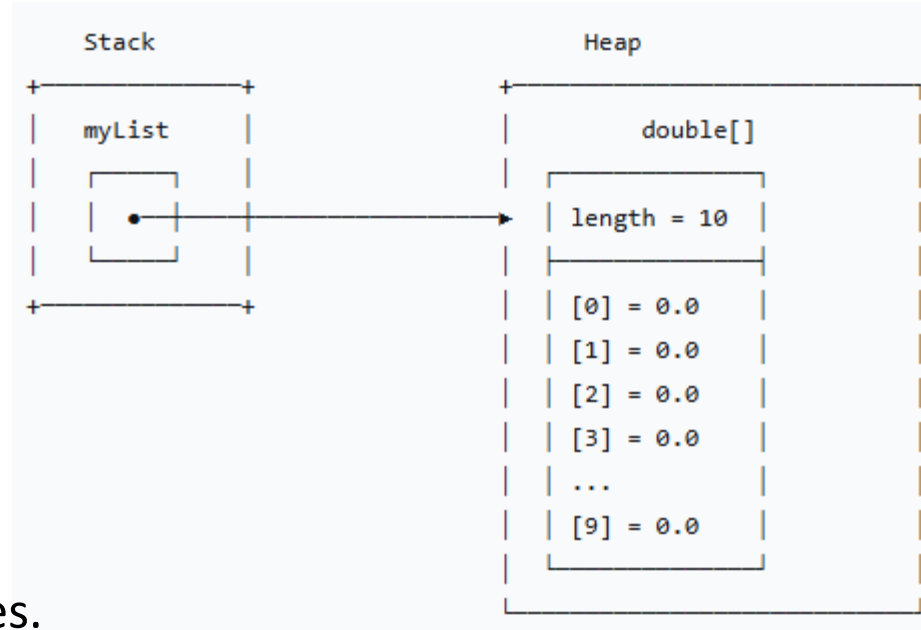 Stack Heap
myList double[]
length = 10
[0] = 0.0
[1] = 0.0
[2] = 0.0
[3] = 0.0
...
[9] = 0.0
es.